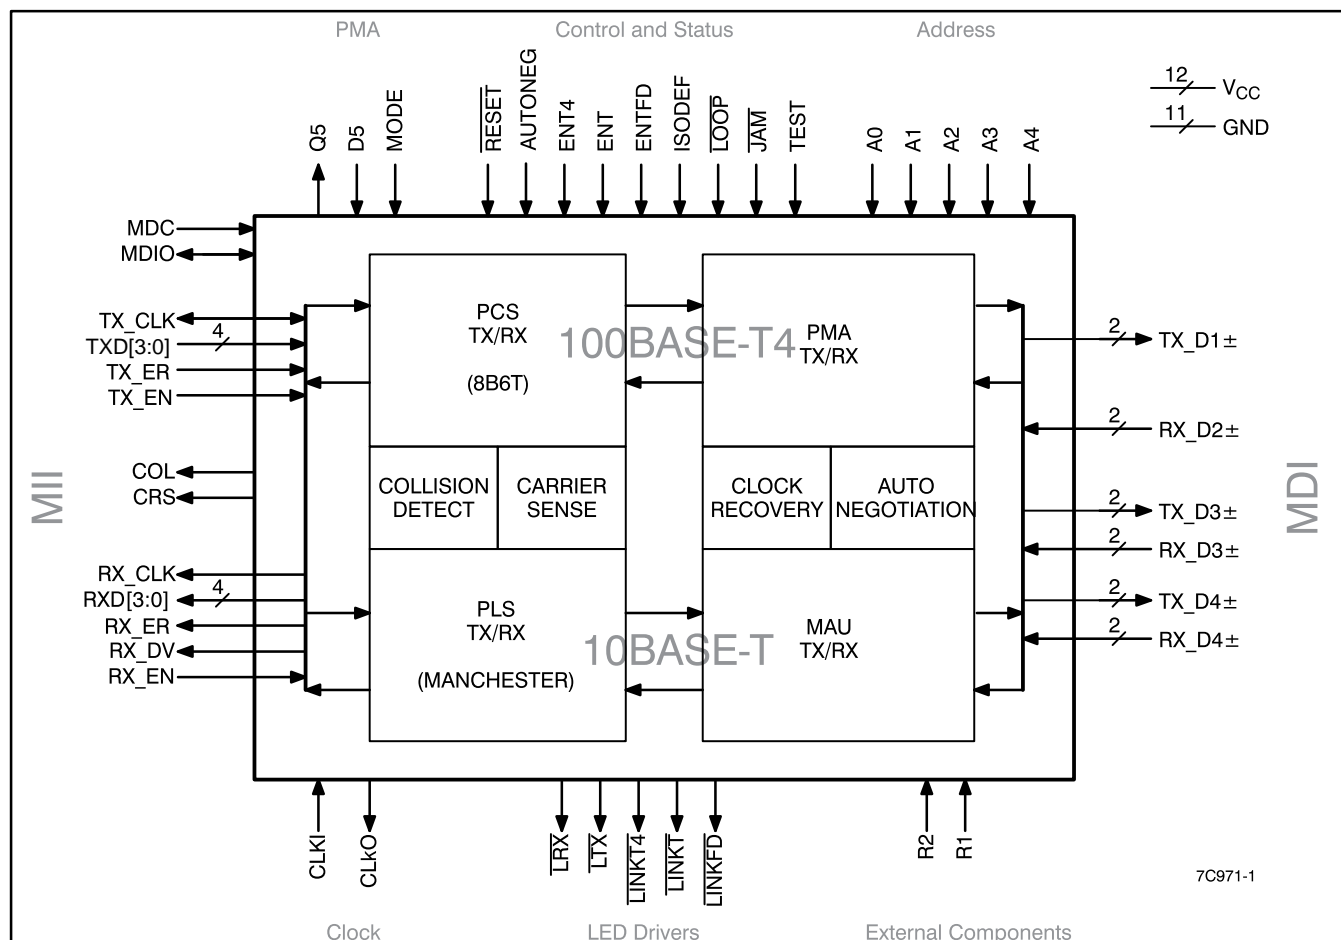 PMA
Control and Status
Address
Q5
D5
MODE
RESET
AUTONEG
ENT4
ENT
ENTFD
ISODEF
LOOP
JAM
TEST
A0
A1
A2
A3
A4
12
VCC
11
GND
MII
MDC
MDIO
TX_CLK
4
TXD[3:0]
TX_ER
TX_EN
COL
CRS
RX_CLK
4
RXD[3:0]
RX_ER
RX_DV
RX_EN
100BASE-T4
PCS
TX/RX
(8B6T)
PMA
TX/RX
COLLISION
DETECT
CARRIER
SENSE
CLOCK
RECOVERY
AUTO
NEGOTIATION
10BASE-T
PLS
TX/RX
(MANCHESTER)
MAU
TX/RX
MDI
2
TX_D1±
2
RX_D2±
2
TX_D3±
2
RX_D3±
2
TX_D4±
2
RX_D4±
CLKI
CLkO
LRX
LTX
LINKT4
LINKT
LINKFD
R2
R1
7C971-1
Clock
LED Drivers
External Components